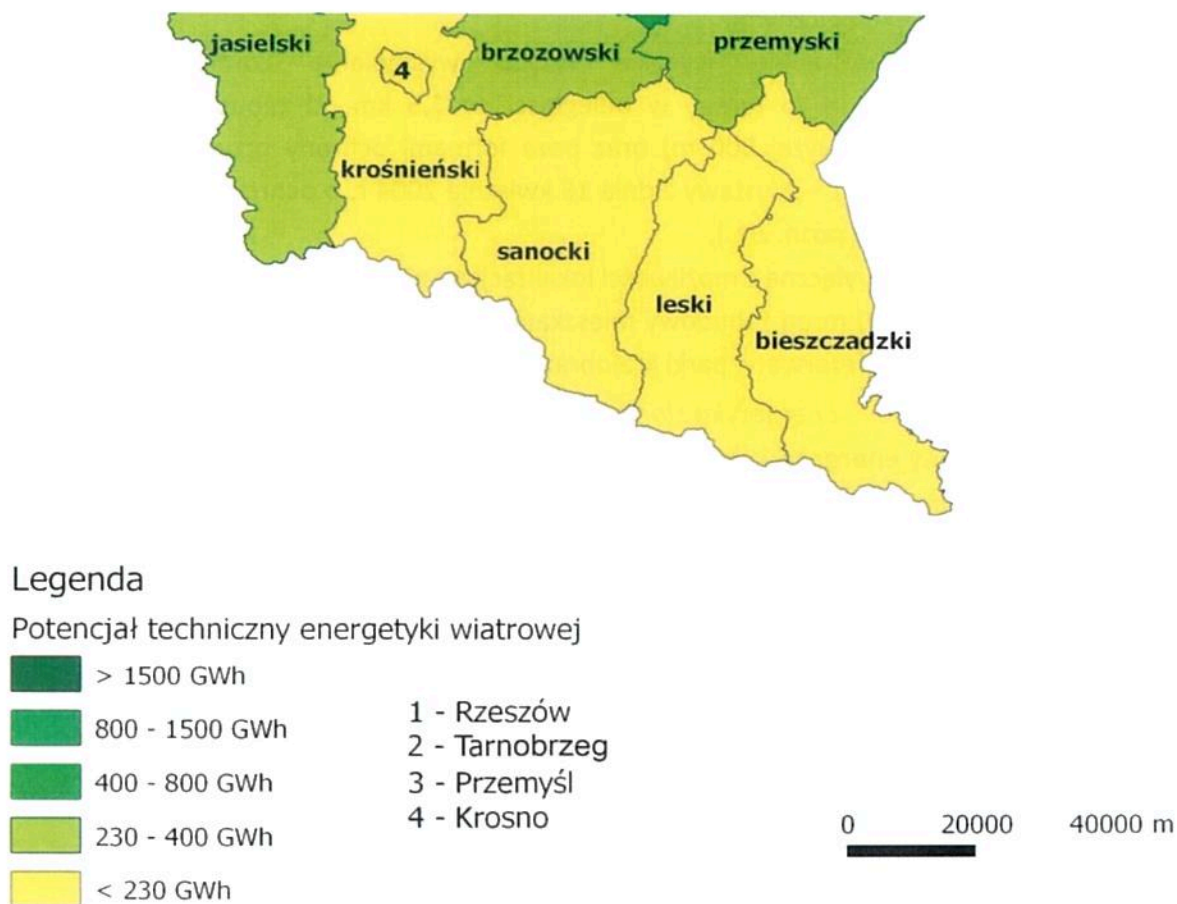 jasielski
brzozowski
przemyski
4
krośnieński
sanocki
leski
bieszczadzki
Legenda
Potencjał techniczny energetyki wiatrowej
> 1500 GWh
800 - 1500 GWh
400 - 800 GWh
230 - 400 GWh
< 230 GWh
1 - Rzeszów
2 - Tarnobrzeg
3 - Przemyśl
4 - Krosno
0 20000 40000 m